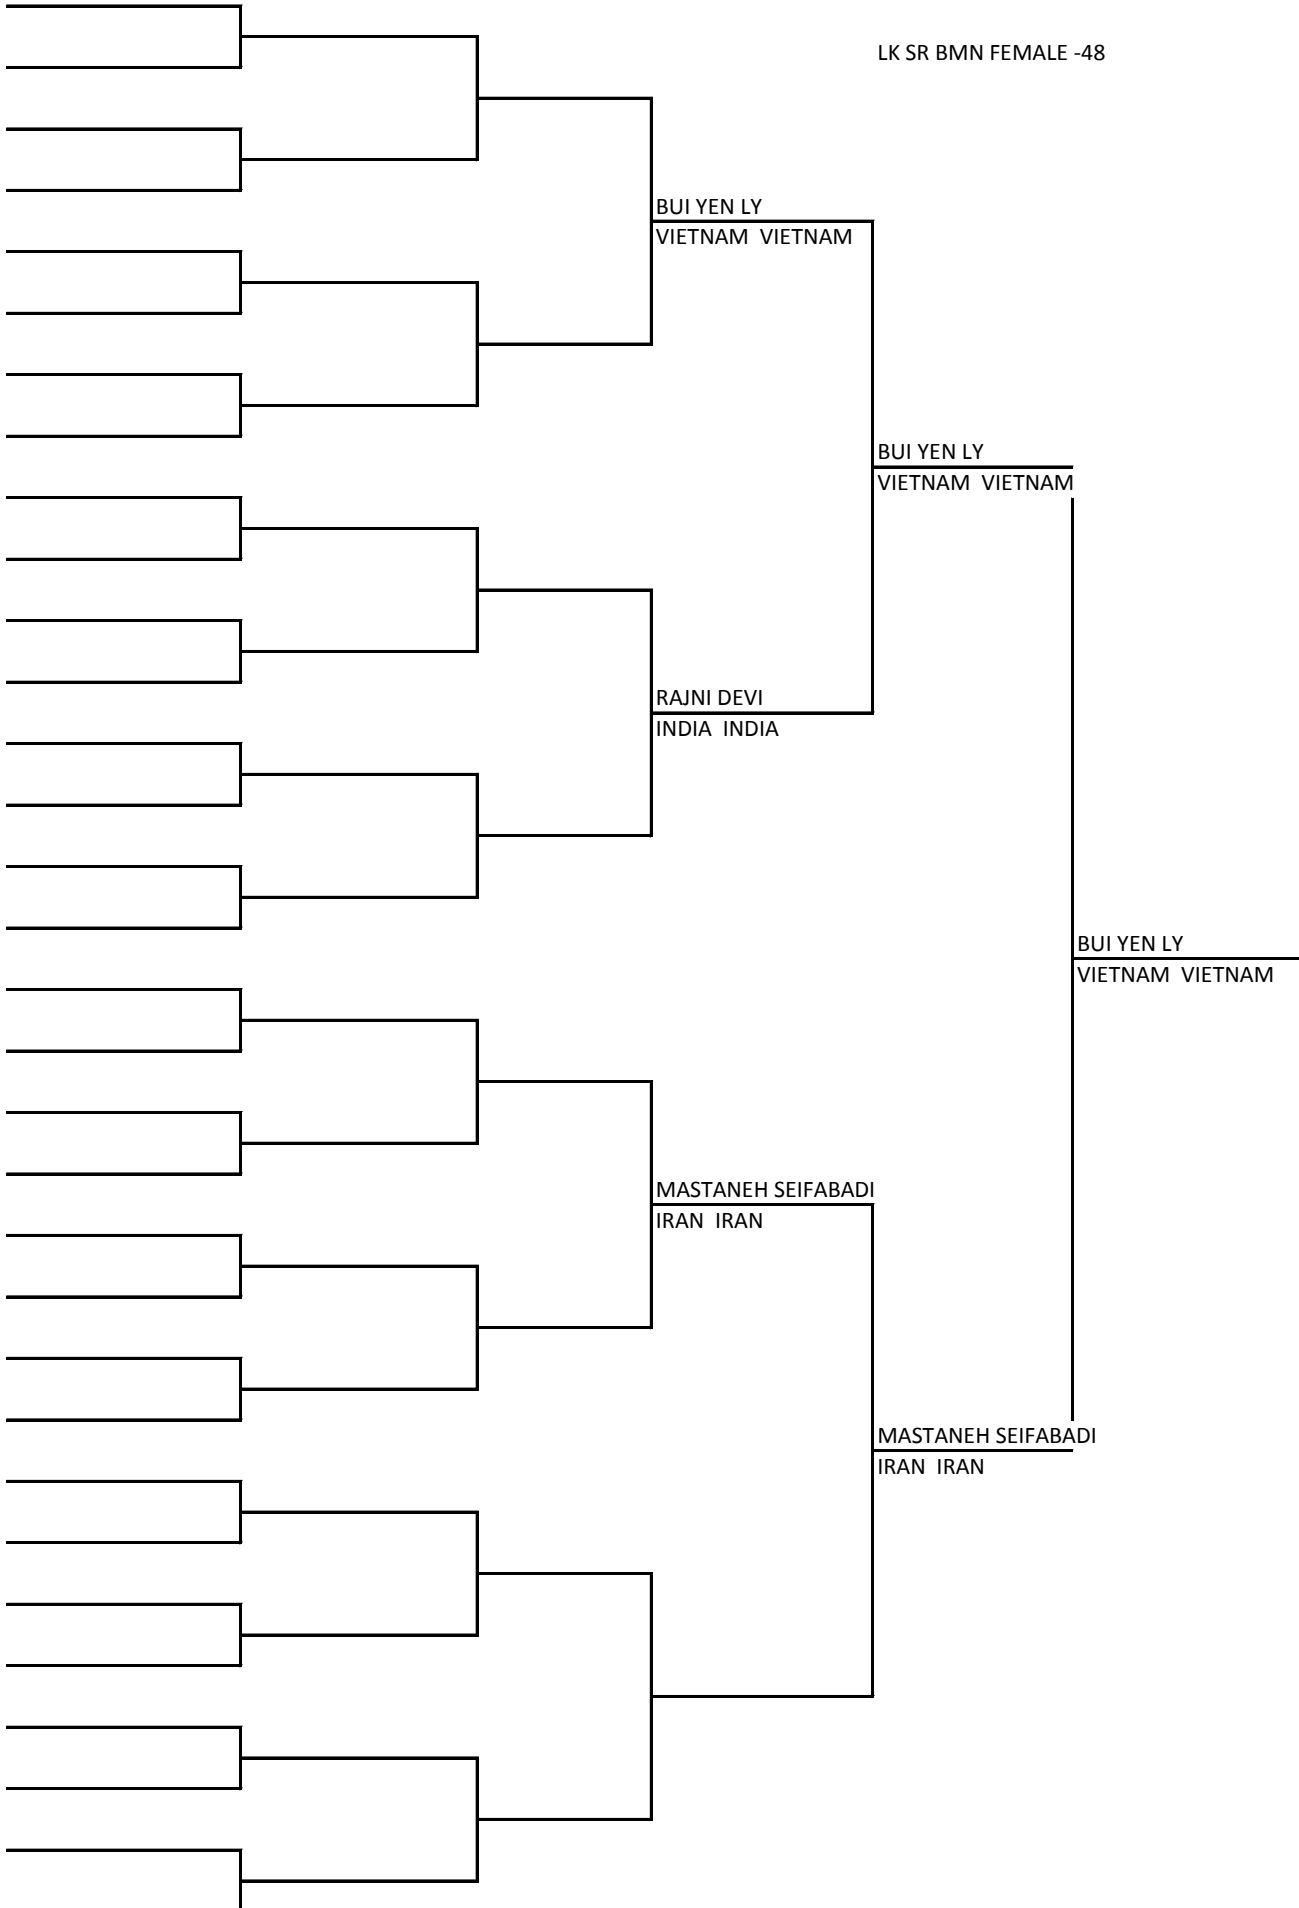 LK SR BMN FEMALE -48
BUI YEN LY
VIETNAM  VIETNAM
BUI YEN LY
VIETNAM  VIETNAM
RAJNI DEVI
INDIA  INDIA
BUI YEN LY
VIETNAM  VIETNAM
MASTANEH SEIFABADI
IRAN  IRAN
MASTANEH SEIFABADI
IRAN  IRAN